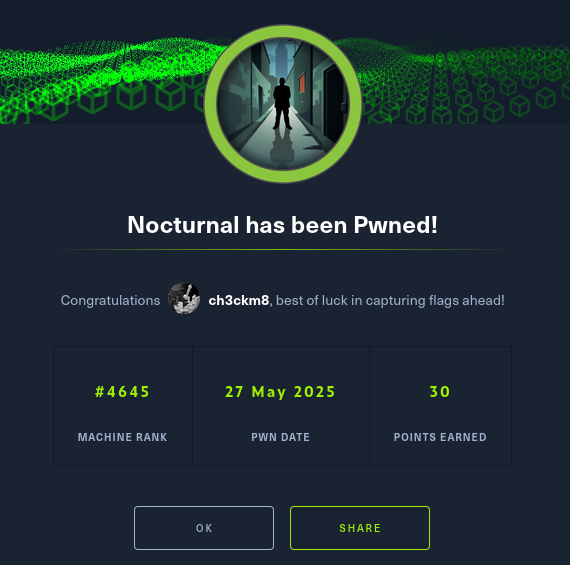 Nocturnal has been Pwned!
Congratulations ch3ckm8, best of luck in capturing flags ahead!
#4645 27 May 2025 30
MACHINE RANK PWN DATE POINTS EARNED
OK SHARE